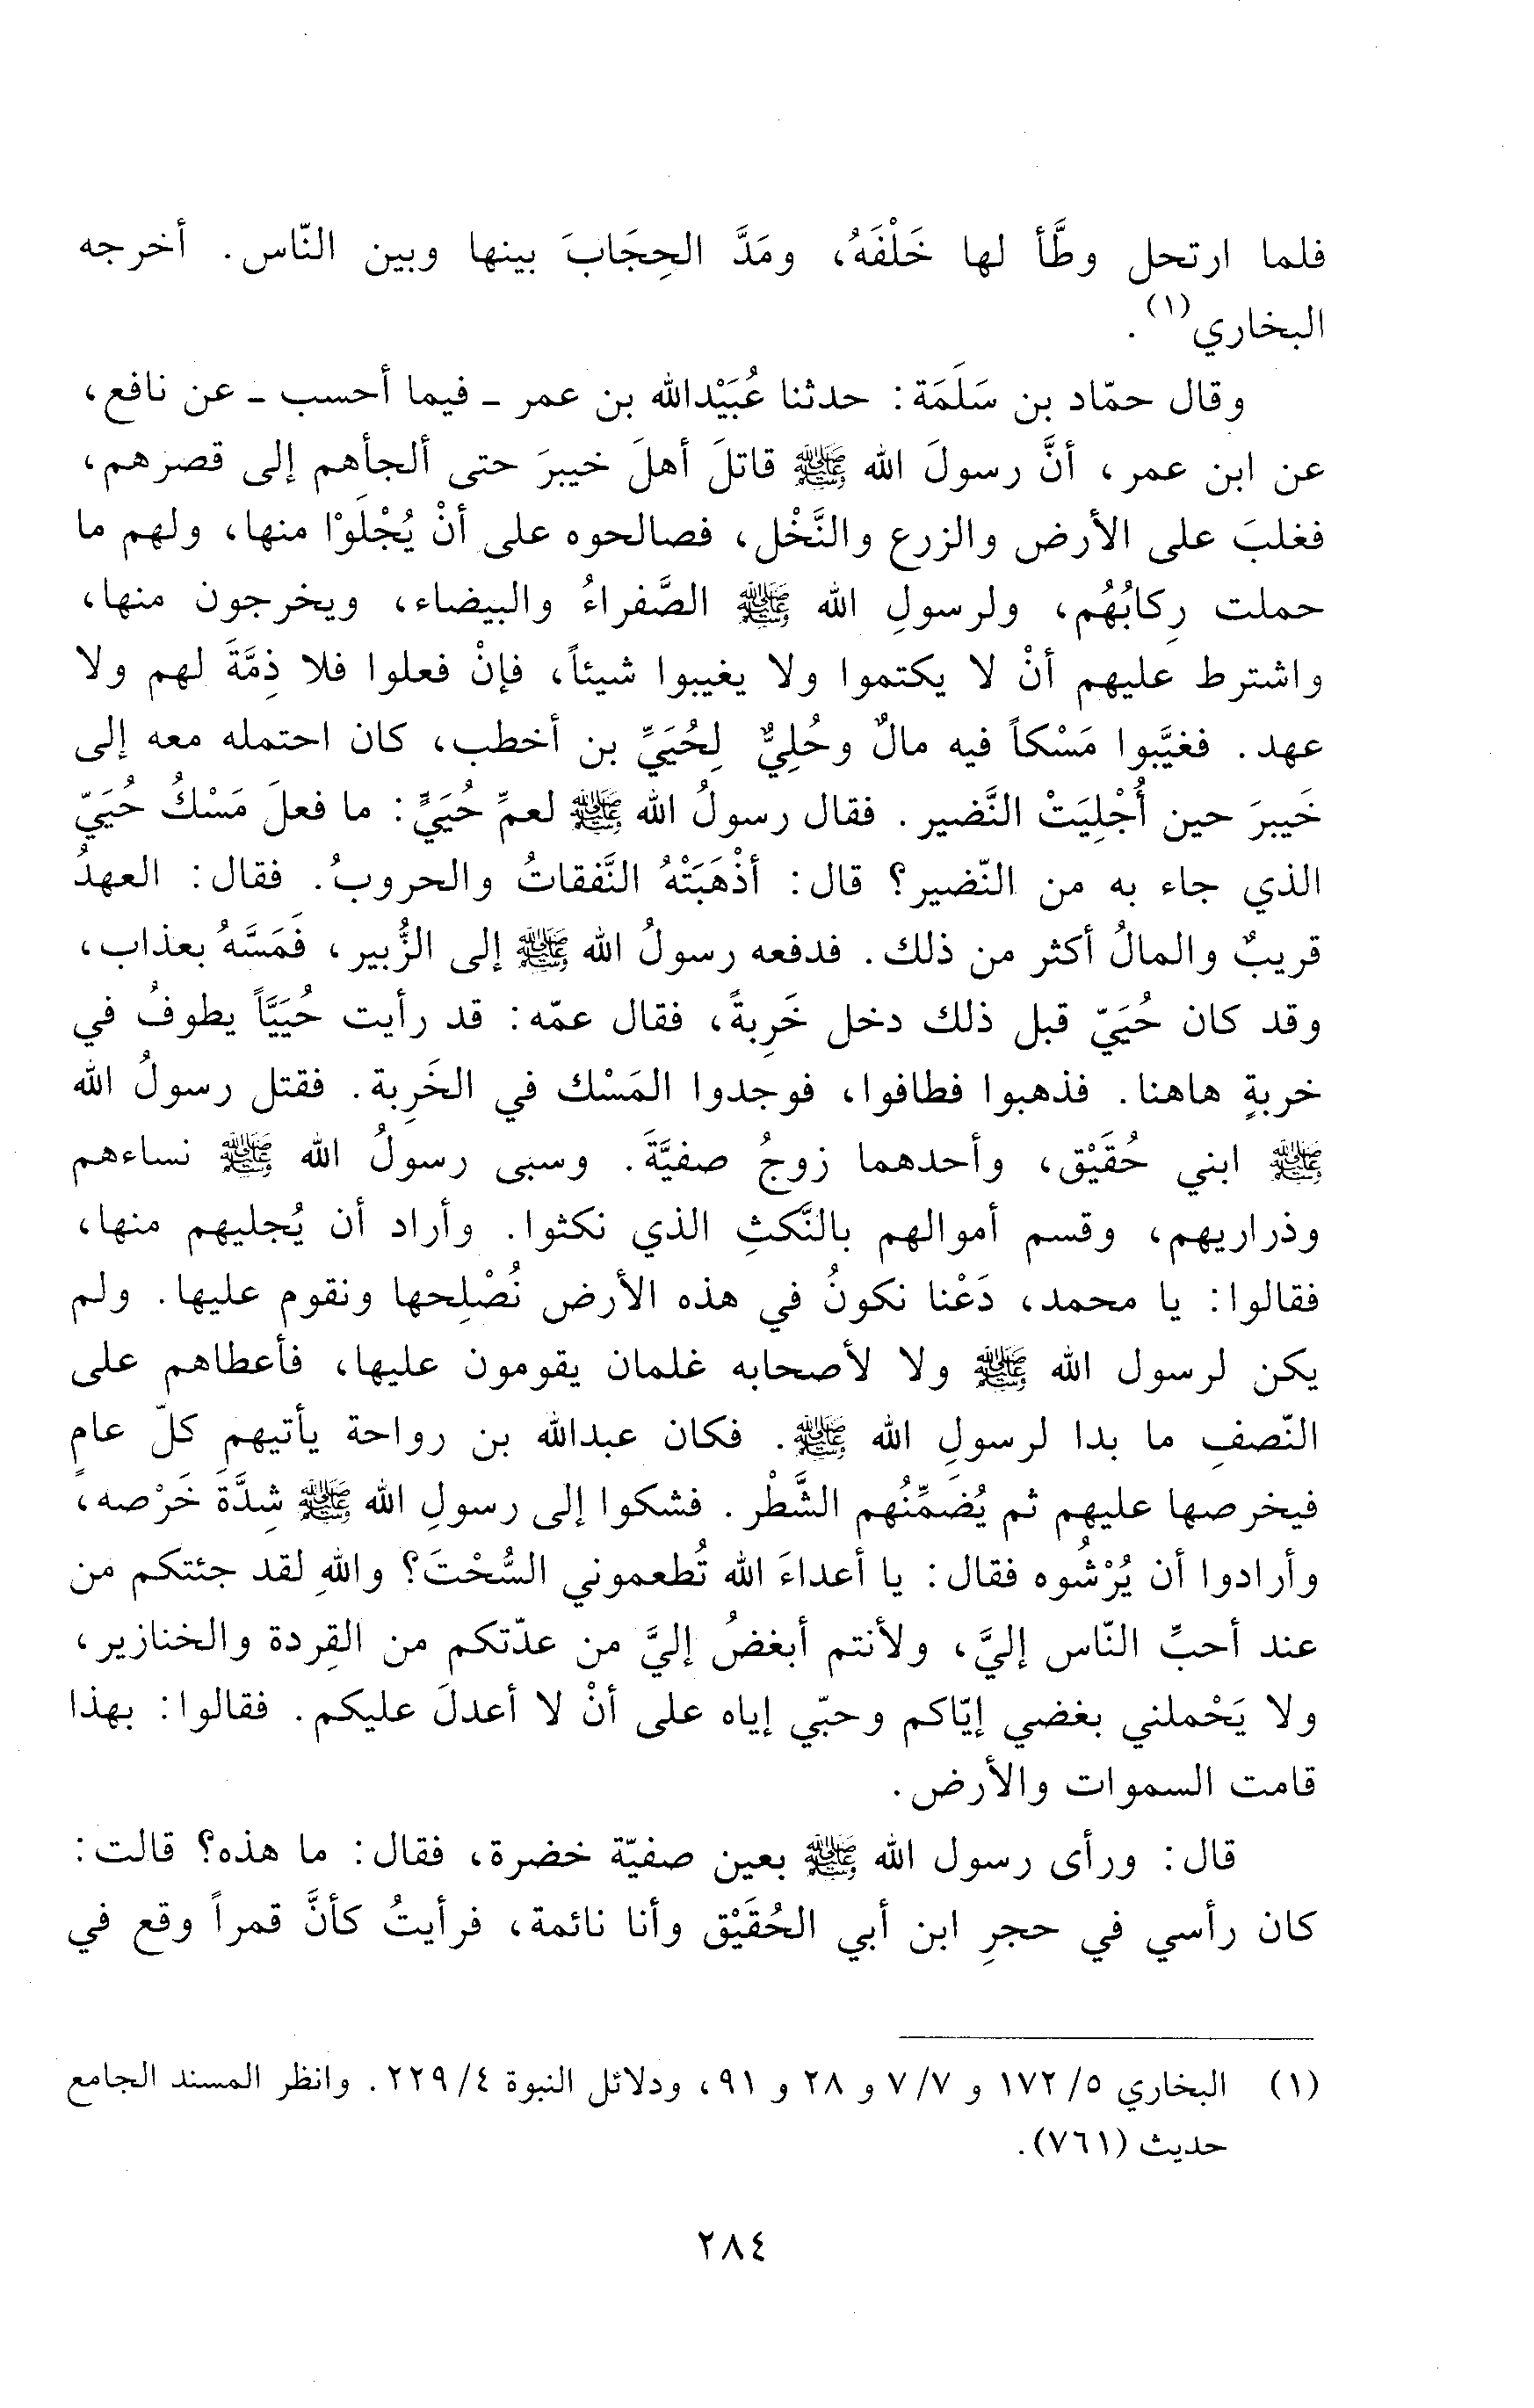 فلما ارتحل وطَّأ لها خَلْفَهُ، ومَدَّ الحِجَابَ بينها وبين النّاس. أخرجه
البخاري(١).
وقال حمّاد بن سَلَمَة: حدثنا عُبَيْدالله بن عمر ـ فيما أحسب ـ عن نافع،
عن ابن عمر، أنَّ رسولَ الله ﷺ قاتلَ أهلَ خيبرَ حتى ألجأهم إلى قصرهم،
فغلبَ على الأرض والزرع والنَّخْل، فصالحوه على أنْ يُجْلَوْا منها، ولهم ما
حملت رِكابُهُم، ولرسولِ الله ﷺ الصَّفراءُ والبيضاء، ويخرجون منها،
واشترط عليهم أنْ لا يكتموا ولا يغيبوا شيئاً، فإنْ فعلوا فلا ذِمَّةَ لهم ولا
عهد. فغيَّبوا مَسْكاً فيه مالٌ وحُلِيٌّ لِحُيَيِّ بن أخطب، كان احتمله معه إلى
خَيبرَ حين أُجْلِيَتْ النَّضير. فقال رسولُ الله ﷺ لعمِّ حُيَيٍّ: ما فعلَ مَسْكُ حُيَيّ
الذي جاء به من النّضير؟ قال: أذْهَبَتْهُ النَّفقاتُ والحروبُ. فقال: العهدُ
قريبٌ والمالُ أكثر من ذلك. فدفعه رسولُ الله ﷺ إلى الزُّبير، فَمَسَّهُ بعذاب،
وقد كان حُيَيّ قبل ذلك دخل خَرِبةً، فقال عمّه: قد رأيت حُيَيَّاً يطوفُ في
خربةٍ هاهنا. فذهبوا فطافوا، فوجدوا المَسْك في الخَرِبة. فقتل رسولُ الله
ﷺ ابني حُقَيْق، وأحدهما زوجُ صفيَّةَ. وسبى رسولُ الله ﷺ نساءهم
وذراريهم، وقسم أموالهم بالنَّكثِ الذي نكثوا. وأراد أن يُجليهم منها،
فقالوا: يا محمد، دَعْنا نكونُ في هذه الأرض نُصْلِحها ونقوم عليها. ولم
يكن لرسول الله ﷺ ولا لأصحابه غلمان يقومون عليها، فأعطاهم على
النّصفِ ما بدا لرسولِ الله ﷺ. فكان عبدالله بن رواحة يأتيهم كلّ عامٍ
فيخرصها عليهم ثم يُضَمِّنُهم الشَّطْر. فشكوا إلى رسولِ الله ﷺ شِدَّةَ خَرْصه،
وأرادوا أن يُرْشُوه فقال: يا أعداءَ الله تُطعموني السُّحْتَ؟ واللهِ لقد جئتكم من
عند أحبِّ النّاس إليَّ، ولأنتم أبغضُ إليَّ من عدّتكم من القِردة والخنازير،
ولا يَحْملني بغضي إيّاكم وحبّي إياه على أنْ لا أعدلَ عليكم. فقالوا: بهذا
قامت السموات والأرض.
قال: ورأى رسول الله ﷺ بعين صفيّة خضرة، فقال: ما هذه؟ قالت:
كان رأسي في حجرِ ابن أبي الحُقَيْق وأنا نائمة، فرأيتُ كأنَّ قمراً وقع في
(١) البخاري ٥/ ١٧٢ و ٧/٧ و ٢٨ و ٩١، ودلائل النبوة ٤/ ٢٢٩. وانظر المسند الجامع
حديث (٧٦١).
٢٨٤